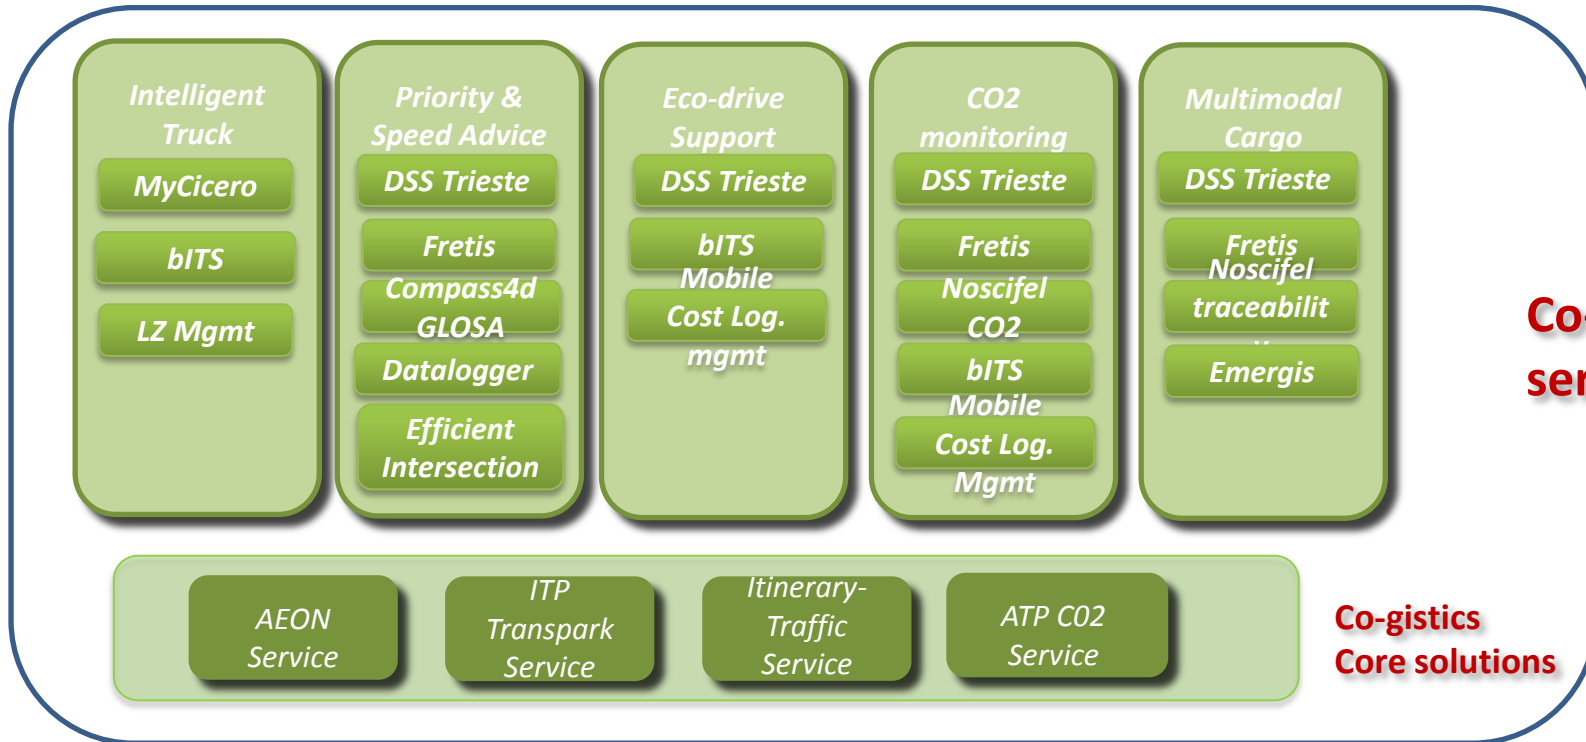 Intelligent
Truck
MyCicero
bITS
LZ Mgmt
Priority &
Speed Advice
DSS Trieste
Fretis
Compass4d
GLOSA
Datalogger
Efficient
Intersection
Eco-drive
Support
DSS Trieste
bITS
Mobile
Cost Log.
mgmt
CO2
monitoring
DSS Trieste
Fretis
Noscifel
CO2
bITS
Mobile
Cost Log.
Mgmt
Multimodal
Cargo
DSS Trieste
Fretis
Noscifel
traceabilit
Emergis
Co-
ser
AEON
Service
ITP
Transpark
Service
Itinerary-
Traffic
Service
ATP C02
Service
Co-gistics
Core solutions